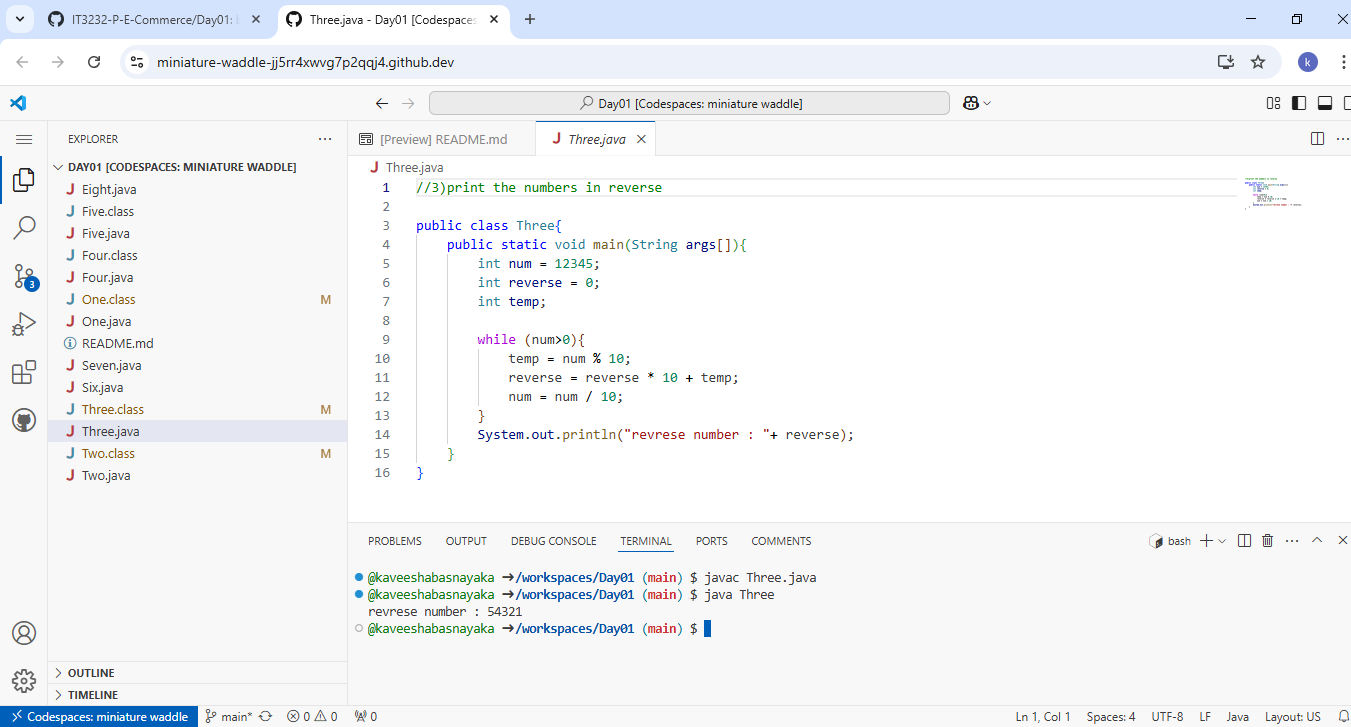 IT3232-P-E-Commerce/Day01:
Three.java - Day01 [Codespaces:
miniature-waddle-jj5rr4xwvg7p2qqj4.github.dev
k
Day01 [Codespaces: miniature waddle]
EXPLORER
DAY01 [CODESPACES: MINIATURE WADDLE]
Eight.java
Five.class
Five.java
Four.class
Four.java
One.class M
One.java
README.md
Seven.java
Six.java
Three.class M
Three.java
Two.class M
Two.java
OUTLINE
TIMELINE
3
[Preview] README.md
Three.java
Three.java
1 //3)print the numbers in reverse
2
3 public class Three{
4 public static void main(String args[]){
5 int num = 12345;
6 int reverse = 0;
7 int temp;
8
9 while (num>0){
10 temp = num % 10;
11 reverse = reverse * 10 + temp;
12 num = num / 10;
13 }
14 System.out.println("revrese number : "+ reverse);
15 }
16 }
PROBLEMS OUTPUT DEBUG CONSOLE TERMINAL PORTS COMMENTS
bash
@kaveeshabasnayaka ➜/workspaces/Day01 (main) $ javac Three.java
@kaveeshabasnayaka ➜/workspaces/Day01 (main) $ java Three
revrese number : 54321
@kaveeshabasnayaka ➜/workspaces/Day01 (main) $
Codespaces: miniature waddle main* 0 0 0 Ln 1, Col 1 Spaces: 4 UTF-8 LF Java Layout: US